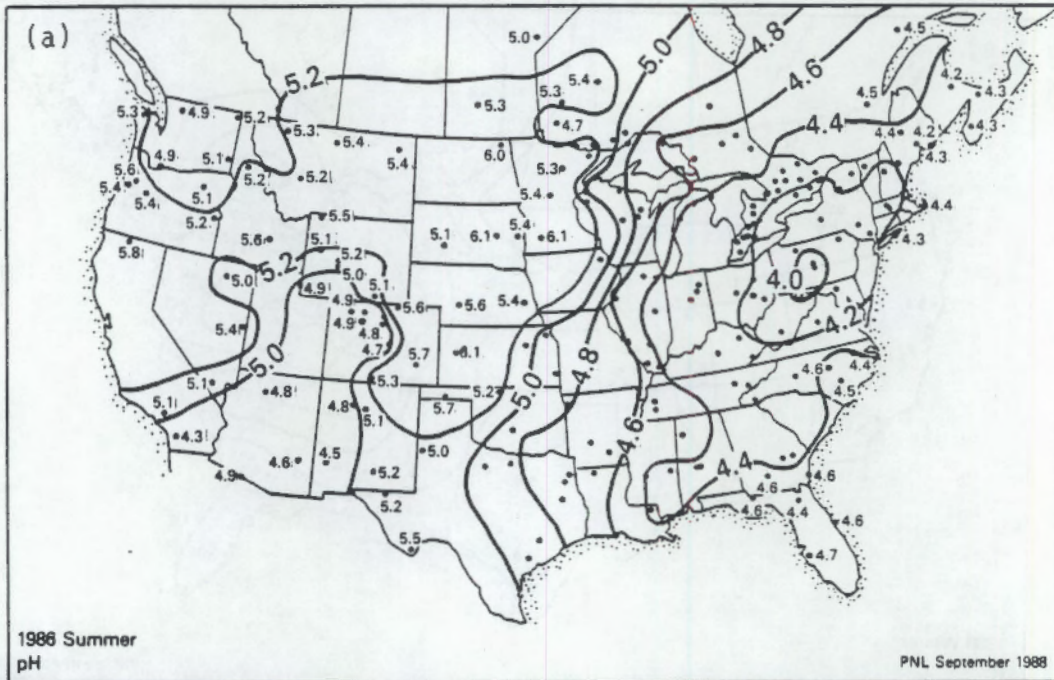 (a)
5.0 5.0 4.8 4.5
5.2 4.6
5.4 4.2
5.3 5.3 4.5 4.3
5.3 4.9 5.2 4.7 4.4 4.4 4.2 4.3
5.3 5.4 4.3
4.9 5.1 5.4 6.0
5.6 5.2 5.2 5.3
5.4 5.4 5.1 5.4 4.4
5.2 5.5 5.1 6.1 5.4 6.1 4.3
5.8 5.6 5.1
5.2 5.2
5.0 5.0 5.1 4.0
4.9 4.9 5.6 5.6 5.4 4.2
5.4 4.9 4.8
4.7 5.7 6.1 4.8 4.4
5.0 5.3 4.6
5.1 4.8 5.2 5.0 4.5
5.1 4.8 5.1 5.7 4.6
4.3 5.0
4.6 4.5 4.4
4.9 5.2 4.6 4.6
5.2 4.6 4.4
4.6
5.5 4.7
1986 Summer
pH
PNL September 1988